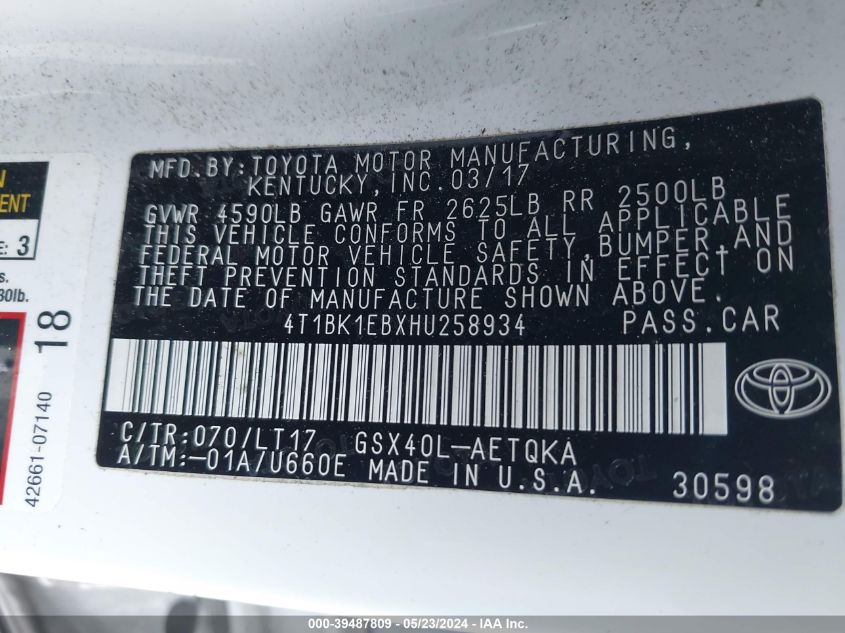 MFD.BY:TOYOTA MOTOR MANUFACTURING,
KENTUCKY,INC.03/17
GVWR 4590LB GAWR FR 2625LB RR 2500LB
THIS VEHICLE CONFORMS TO ALL APPLICABLE
FEDERAL MOTOR VEHICLE SAFETY,BUMPER,AND
THEFT PREVENTION STANDARDS IN EFFECT ON
THE DATE OF MANUFACTURE SHOWN ABOVE.
4T1BK1EBXHU258934 PASS.CAR
C/TR:070/LT17 GSX40L-AETQKA
A/TM:-01A/U660E MADE IN U.S.A. 30598
ENT
: 3
s.
30lb.
18
42661-07140
000-39487809 - 05/23/2024 - IAA Inc.